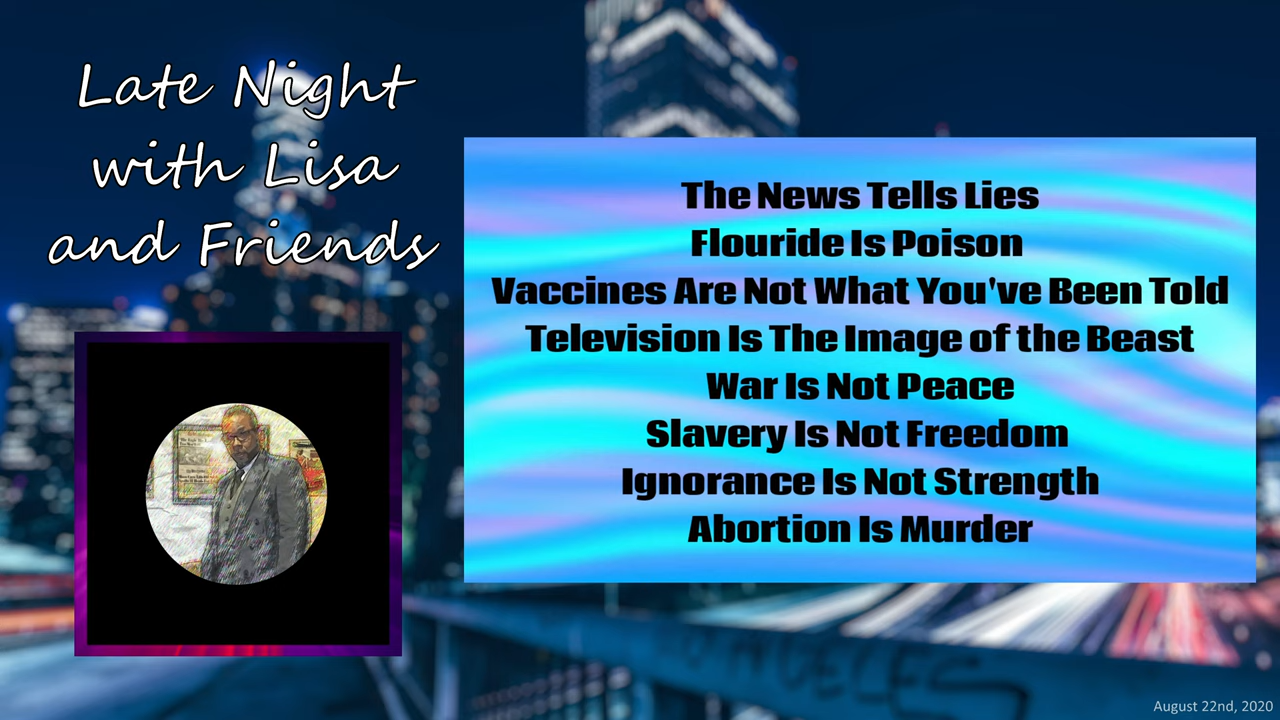 Late Night
with Lisa
and Friends
The News Tells Lies
Flouride Is Poison
Vaccines Are Not What You've Been Told
Television Is The Image of the Beast
War Is Not Peace
Slavery Is Not Freedom
Ignorance Is Not Strength
Abortion Is Murder
August 22nd, 2020